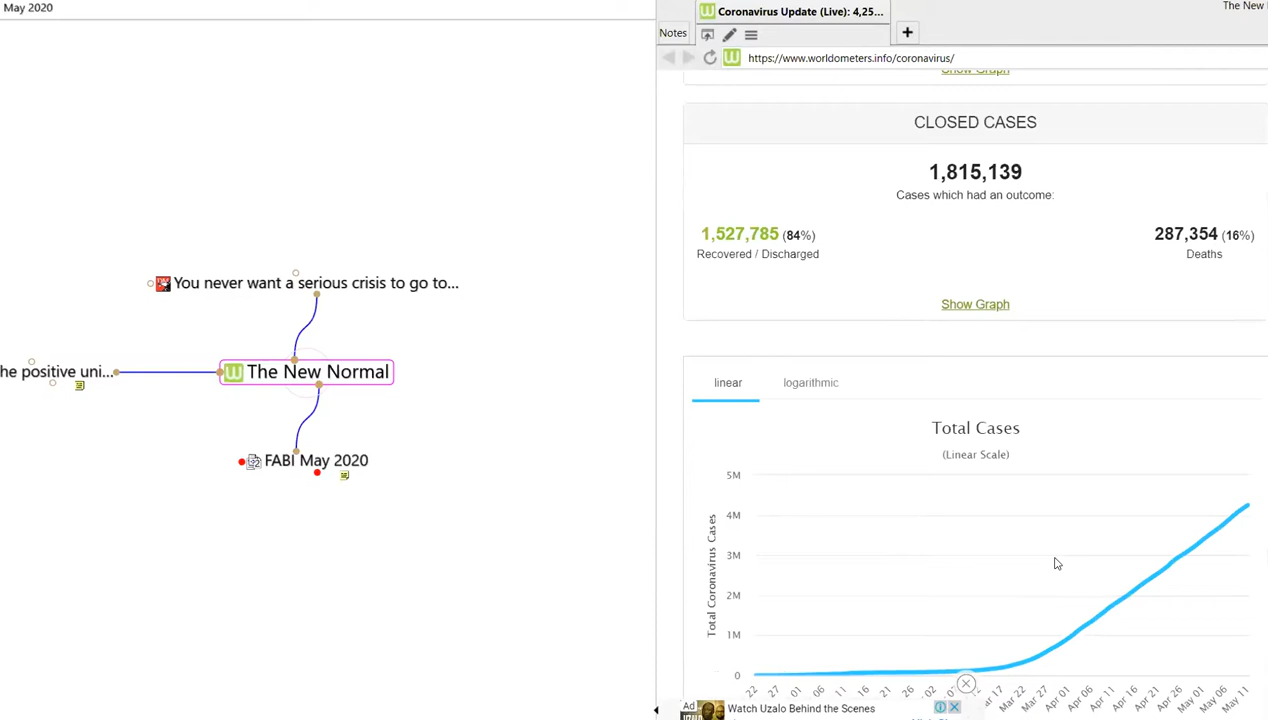 May 2020
Coronavirus Update (Live): 4,25...
The New
Notes
+
https://www.worldometers.info/coronavirus/
Show Graph
CLOSED CASES
1,815,139
Cases which had an outcome:
1,527,785 (84%)
Recovered / Discharged
287,354 (16%)
Deaths
Show Graph
You never want a serious crisis to go to...
he positive uni...
The New Normal
FABI May 2020
linear
logarithmic
Total Cases
(Linear Scale)
Total Coronavirus Cases
5M
4M
3M
2M
1M
0
22
27
01
06
11
16
21
26
02
Mar 17
Mar 22
Mar 27
Apr 01
Apr 06
Apr 11
Apr 16
Apr 21
Apr 26
May 01
May 06
May 11
Ad
Watch Uzalo Behind the Scenes